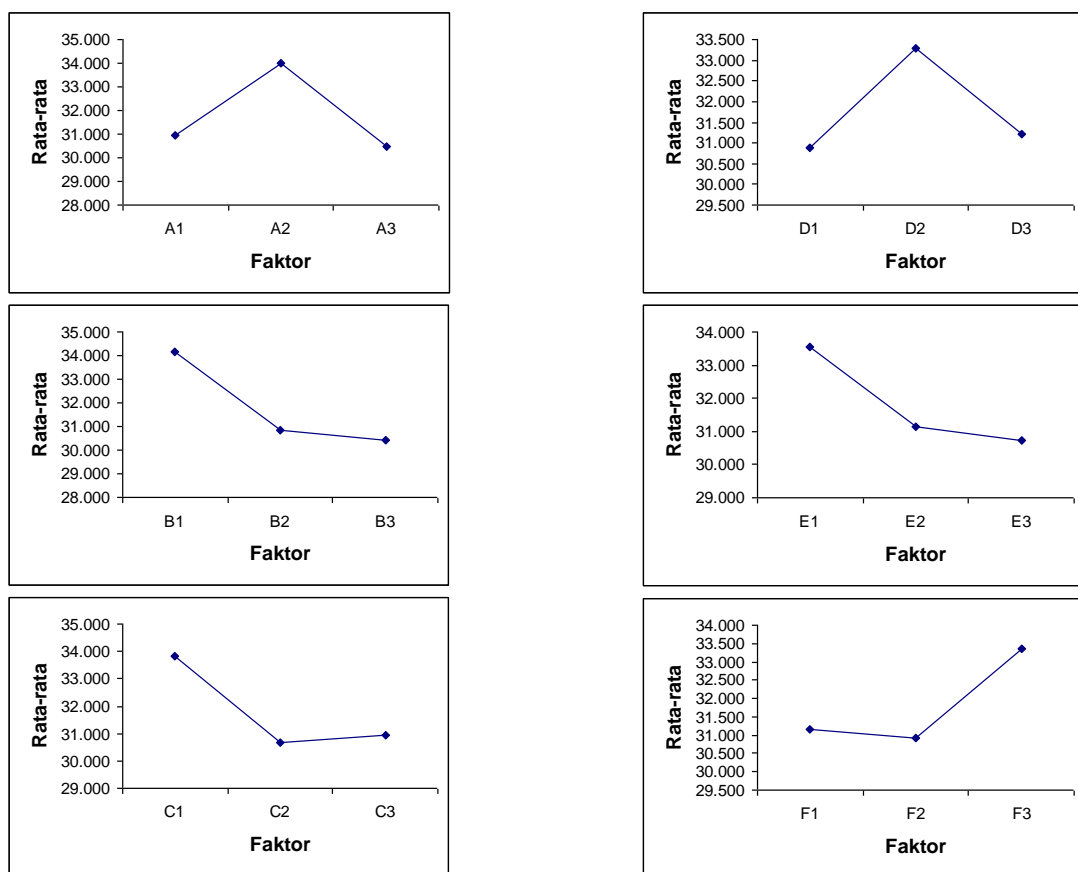 Rata-rata
35.000
34.000
33.000
32.000
31.000
30.000
29.000
28.000
A1 A2 A3
Faktor
Rata-rata
33.500
33.000
32.500
32.000
31.500
31.000
30.500
30.000
29.500
D1 D2 D3
Faktor
Rata-rata
35.000
34.000
33.000
32.000
31.000
30.000
29.000
28.000
B1 B2 B3
Faktor
Rata-rata
34.000
33.000
32.000
31.000
30.000
29.000
E1 E2 E3
Faktor
Rata-rata
35.000
34.000
33.000
32.000
31.000
30.000
29.000
C1 C2 C3
Faktor
Rata-rata
34.000
33.500
33.000
32.500
32.000
31.500
31.000
30.500
30.000
29.500
F1 F2 F3
Faktor